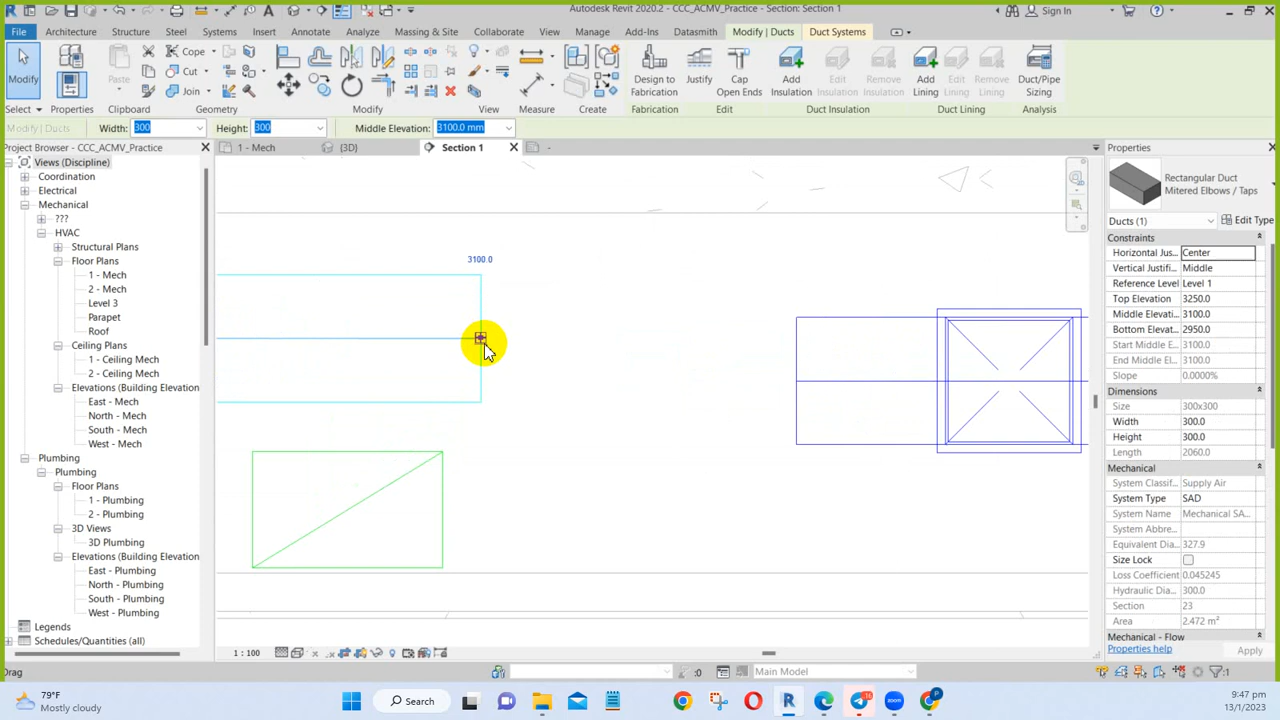 Autodesk Revit 2020.2 - CCC_ACMV_Practice - Section: Section 1
Sign In
File Architecture Structure Steel Systems Insert Annotate Analyze Massing & Site Collaborate View Manage Add-Ins Datasmith Modify | Ducts Duct Systems
Modify
Properties
Paste
Cope
Cut
Join
Design to Fabrication
Justify
Cap Open Ends
Add Insulation
Edit Insulation
Remove Insulation
Add Lining
Edit Lining
Remove Lining
Duct/Pipe Sizing
Select Properties Clipboard Geometry Modify View Measure Create Fabrication Edit Duct Insulation Duct Lining Analysis
Modify | Ducts Width: 300 Height: 300 Middle Elevation: 3100.0 mm
Project Browser - CCC_ACMV_Practice
1 - Mech {3D} Section 1 -
Views (Discipline)
Coordination
Electrical
Mechanical
???
HVAC
Structural Plans
Floor Plans
1 - Mech
2 - Mech
Level 3
Parapet
Roof
Ceiling Plans
1 - Ceiling Mech
2 - Ceiling Mech
Elevations (Building Elevation
East - Mech
North - Mech
South - Mech
West - Mech
Plumbing
Plumbing
Floor Plans
1 - Plumbing
2 - Plumbing
3D Views
3D Plumbing
Elevations (Building Elevation
East - Plumbing
North - Plumbing
South - Plumbing
West - Plumbing
Legends
Schedules/Quantities (all)
3100.0
Properties
Rectangular Duct
Mitered Elbows / Taps
Ducts (1) Edit Type
Constraints
Horizontal Jus... Center
Vertical Justifi... Middle
Reference Level Level 1
Top Elevation 3250.0
Middle Elevat... 3100.0
Bottom Elevat... 2950.0
Start Middle El... 3100.0
End Middle El... 3100.0
Slope 0.0000%
Dimensions
Size 300x300
Width 300.0
Height 300.0
Length 2060.0
Mechanical
System Classif... Supply Air
System Type SAD
System Name Mechanical SA...
System Abbre...
Equivalent Dia... 327.9
Size Lock
Loss Coefficient 0.045245
Hydraulic Dia... 300.0
Section 23
Area 2.472 m²
Mechanical - Flow
Properties help Apply
1 : 100
Drag
:0
Main Model
:1
79°F
Mostly cloudy
Search
9:47 pm
13/1/2023